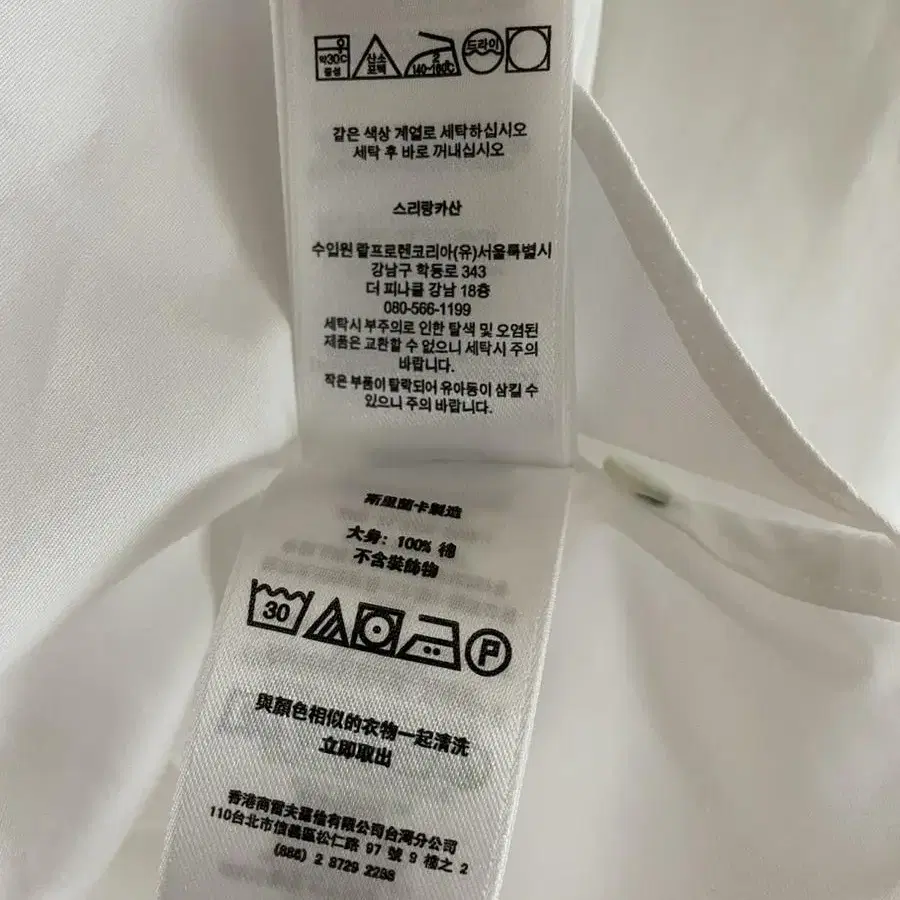 약30℃
중성
산소
표백
2
140~160℃
드라이
같은 색상 계열로 세탁하십시오
세탁 후 바로 꺼내십시오
스리랑카산
수입원 랄프로렌코리아(유)서울특별시
강남구 학동로 343
더 피나클 강남 18층
080-566-1199
세탁시 부주의로 인한 탈색 및 오염된
제품은 교환할 수 없으니 세탁시 주의
바랍니다.
작은 부품이 탈락되어 유아등이 삼킬 수
있으니 주의 바랍니다.
斯里蘭卡製造
大身: 100% 棉
不含裝飾物
30
P
與顏色相似的衣物一起清洗
立即取出
香港商雷夫羅倫有限公司台灣分公司
110台北市信義區松仁路 97 號 9 樓之 2
(886) 2 8729 2288